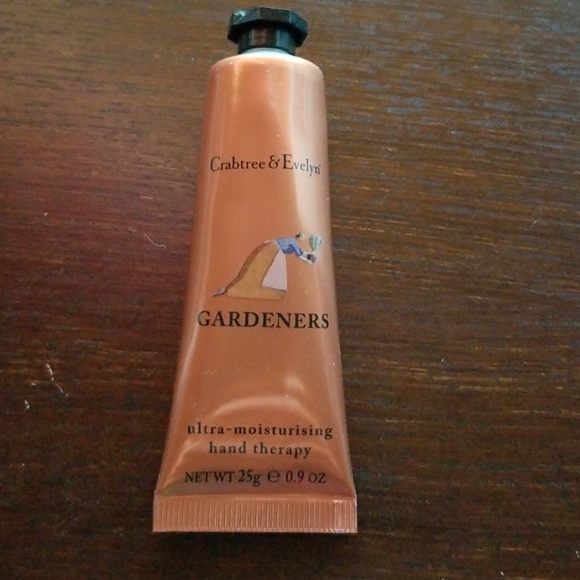 Crabtree & Evelyn®
GARDENERS
ultra-moisturising
hand therapy
NET WT 25g ℮ 0.9 OZ